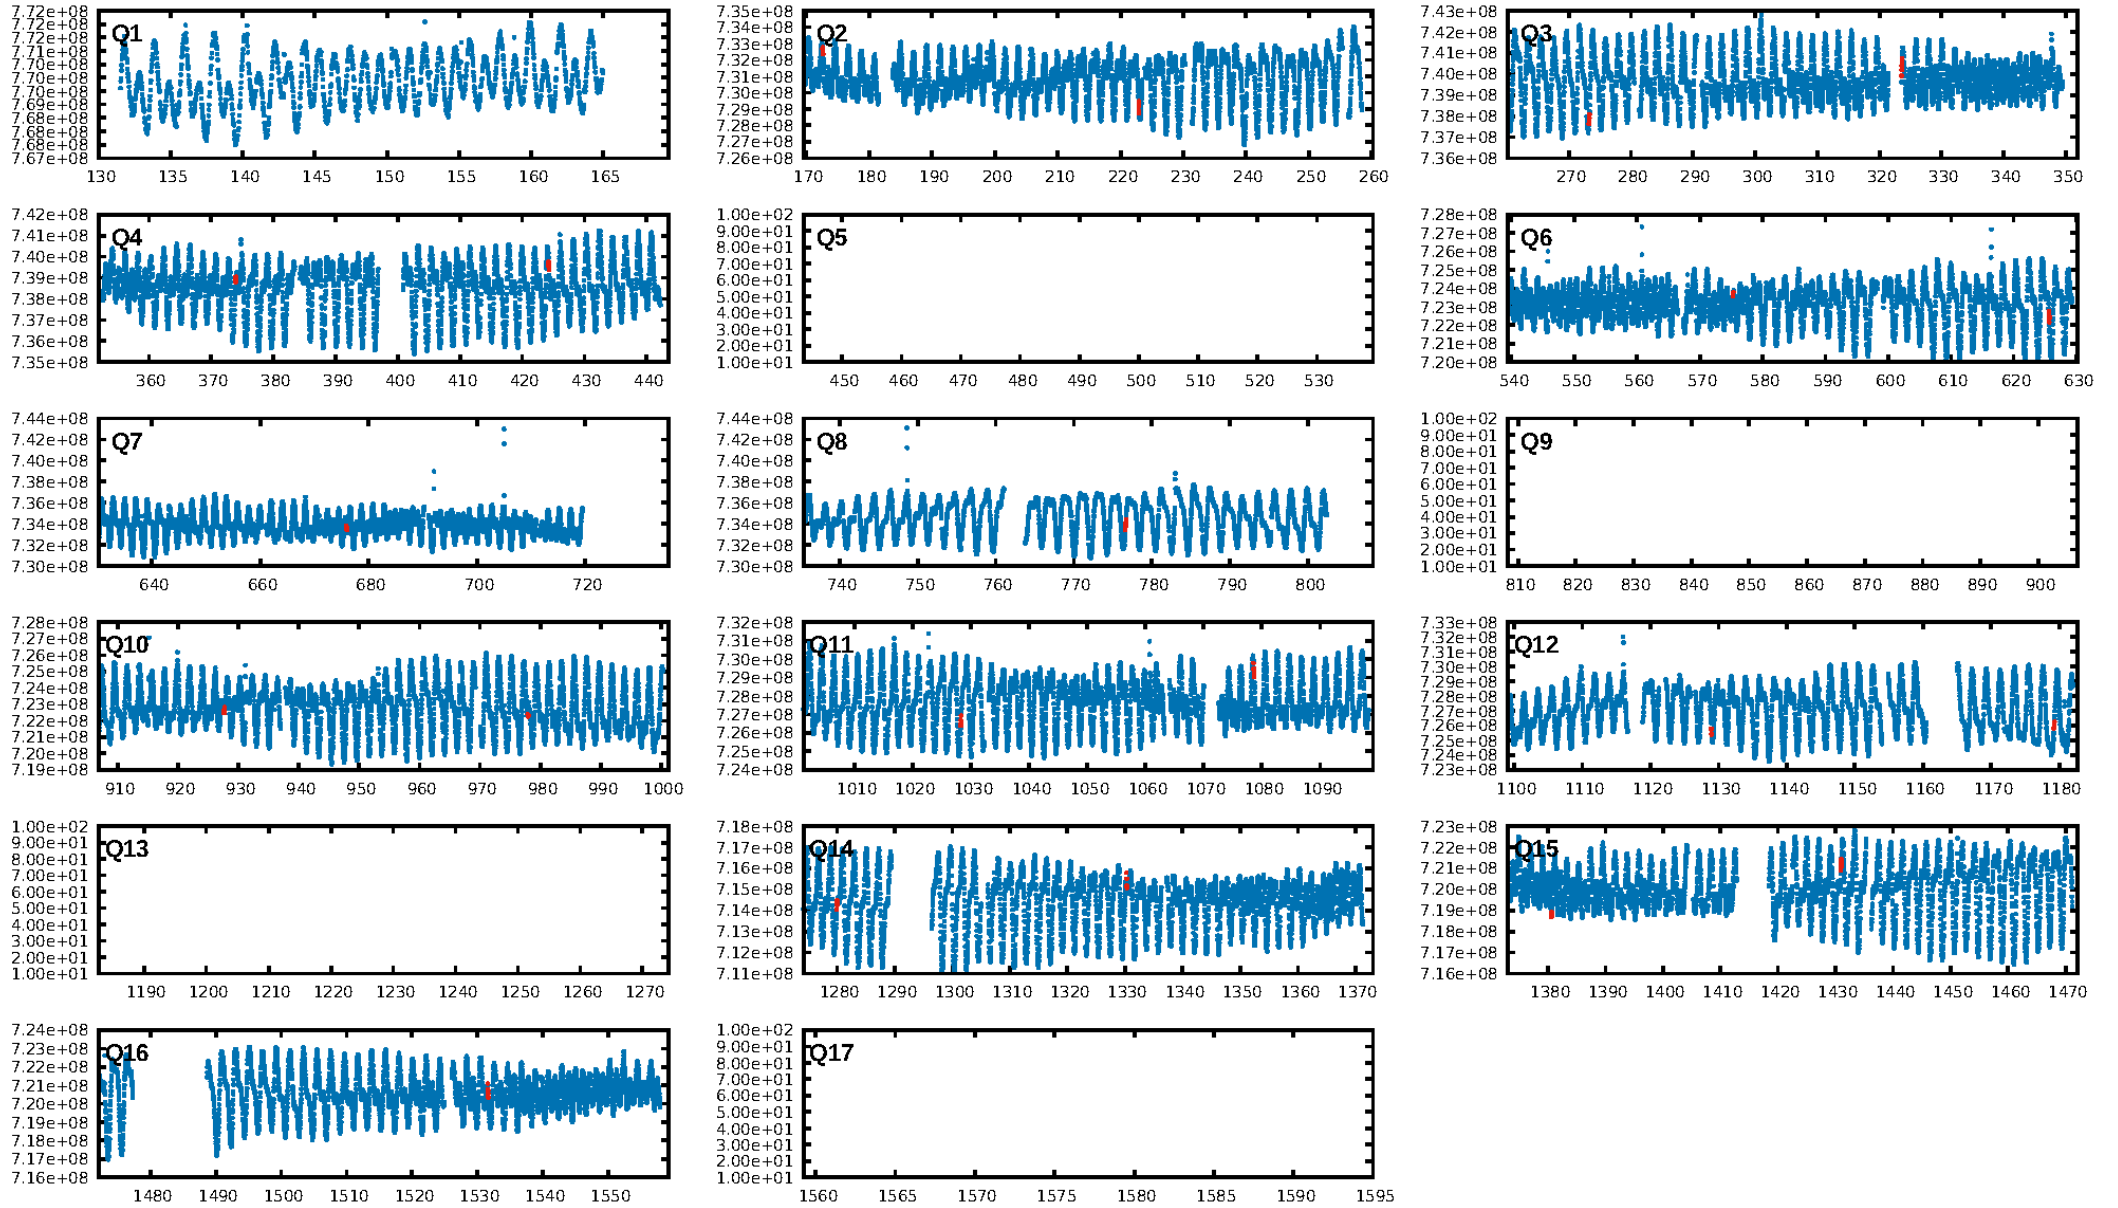 7.72e+08 7.72e+08 7.71e+08 7.71e+08 7.70e+08 7.70e+08 7.69e+08 7.69e+08 7.68e+08 7.68e+08 7.67e+08
Q1
130 135 140 145 150 155 160 165
7.35e+08 7.34e+08 7.33e+08 7.32e+08 7.31e+08 7.30e+08 7.29e+08 7.28e+08 7.27e+08 7.26e+08
Q2
170 180 190 200 210 220 230 240 250 260
7.43e+08 7.42e+08 7.41e+08 7.40e+08 7.39e+08 7.38e+08 7.37e+08 7.36e+08
Q3
270 280 290 300 310 320 330 340 350
7.42e+08 7.41e+08 7.40e+08 7.39e+08 7.38e+08 7.37e+08 7.36e+08 7.35e+08
Q4
360 370 380 390 400 410 420 430 440
1.00e+02 9.00e+01 8.00e+01 7.00e+01 6.00e+01 5.00e+01 4.00e+01 3.00e+01 2.00e+01 1.00e+01
Q5
450 460 470 480 490 500 510 520 530
7.28e+08 7.27e+08 7.26e+08 7.25e+08 7.24e+08 7.23e+08 7.22e+08 7.21e+08 7.20e+08
Q6
540 550 560 570 580 590 600 610 620 630
7.44e+08 7.42e+08 7.40e+08 7.38e+08 7.36e+08 7.34e+08 7.32e+08 7.30e+08
Q7
640 660 680 700 720
7.44e+08 7.42e+08 7.40e+08 7.38e+08 7.36e+08 7.34e+08 7.32e+08 7.30e+08
Q8
740 750 760 770 780 790 800
1.00e+02 9.00e+01 8.00e+01 7.00e+01 6.00e+01 5.00e+01 4.00e+01 3.00e+01 2.00e+01 1.00e+01
Q9
810 820 830 840 850 860 870 880 890 900
7.28e+08 7.27e+08 7.26e+08 7.25e+08 7.24e+08 7.23e+08 7.22e+08 7.21e+08 7.20e+08 7.19e+08
Q10
910 920 930 940 950 960 970 980 990 1000
7.32e+08 7.31e+08 7.30e+08 7.29e+08 7.28e+08 7.27e+08 7.26e+08 7.25e+08 7.24e+08
Q11
1010 1020 1030 1040 1050 1060 1070 1080 1090
7.33e+08 7.32e+08 7.31e+08 7.30e+08 7.29e+08 7.28e+08 7.27e+08 7.26e+08 7.25e+08 7.24e+08 7.23e+08
Q12
1100 1110 1120 1130 1140 1150 1160 1170 1180
1.00e+02 9.00e+01 8.00e+01 7.00e+01 6.00e+01 5.00e+01 4.00e+01 3.00e+01 2.00e+01 1.00e+01
Q13
1190 1200 1210 1220 1230 1240 1250 1260 1270
7.18e+08 7.17e+08 7.16e+08 7.15e+08 7.14e+08 7.13e+08 7.12e+08 7.11e+08
Q14
1280 1290 1300 1310 1320 1330 1340 1350 1360 1370
7.23e+08 7.22e+08 7.21e+08 7.20e+08 7.19e+08 7.18e+08 7.17e+08 7.16e+08
Q15
1380 1390 1400 1410 1420 1430 1440 1450 1460 1470
7.24e+08 7.23e+08 7.22e+08 7.21e+08 7.20e+08 7.19e+08 7.18e+08 7.17e+08 7.16e+08
Q16
1480 1490 1500 1510 1520 1530 1540 1550
1.00e+02 9.00e+01 8.00e+01 7.00e+01 6.00e+01 5.00e+01 4.00e+01 3.00e+01 2.00e+01 1.00e+01
Q17
1560 1565 1570 1575 1580 1585 1590 1595